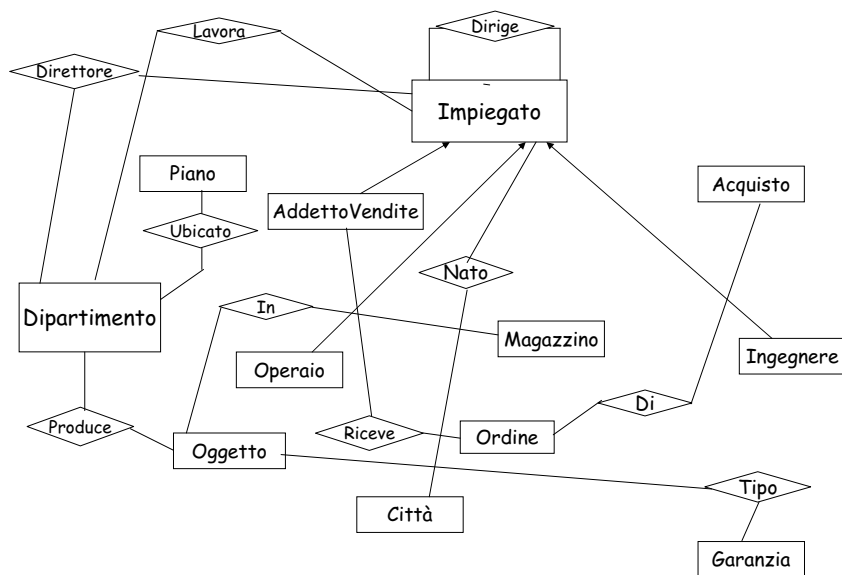 Lavora
Dirige
Direttore
Impiegato
Piano
Acquisto
AddettoVendite
Ubicato
Nato
Dipartimento
In
Magazzino
Ingegnere
Operaio
Di
Produce
Riceve
Ordine
Oggetto
Tipo
Città
Garanzia